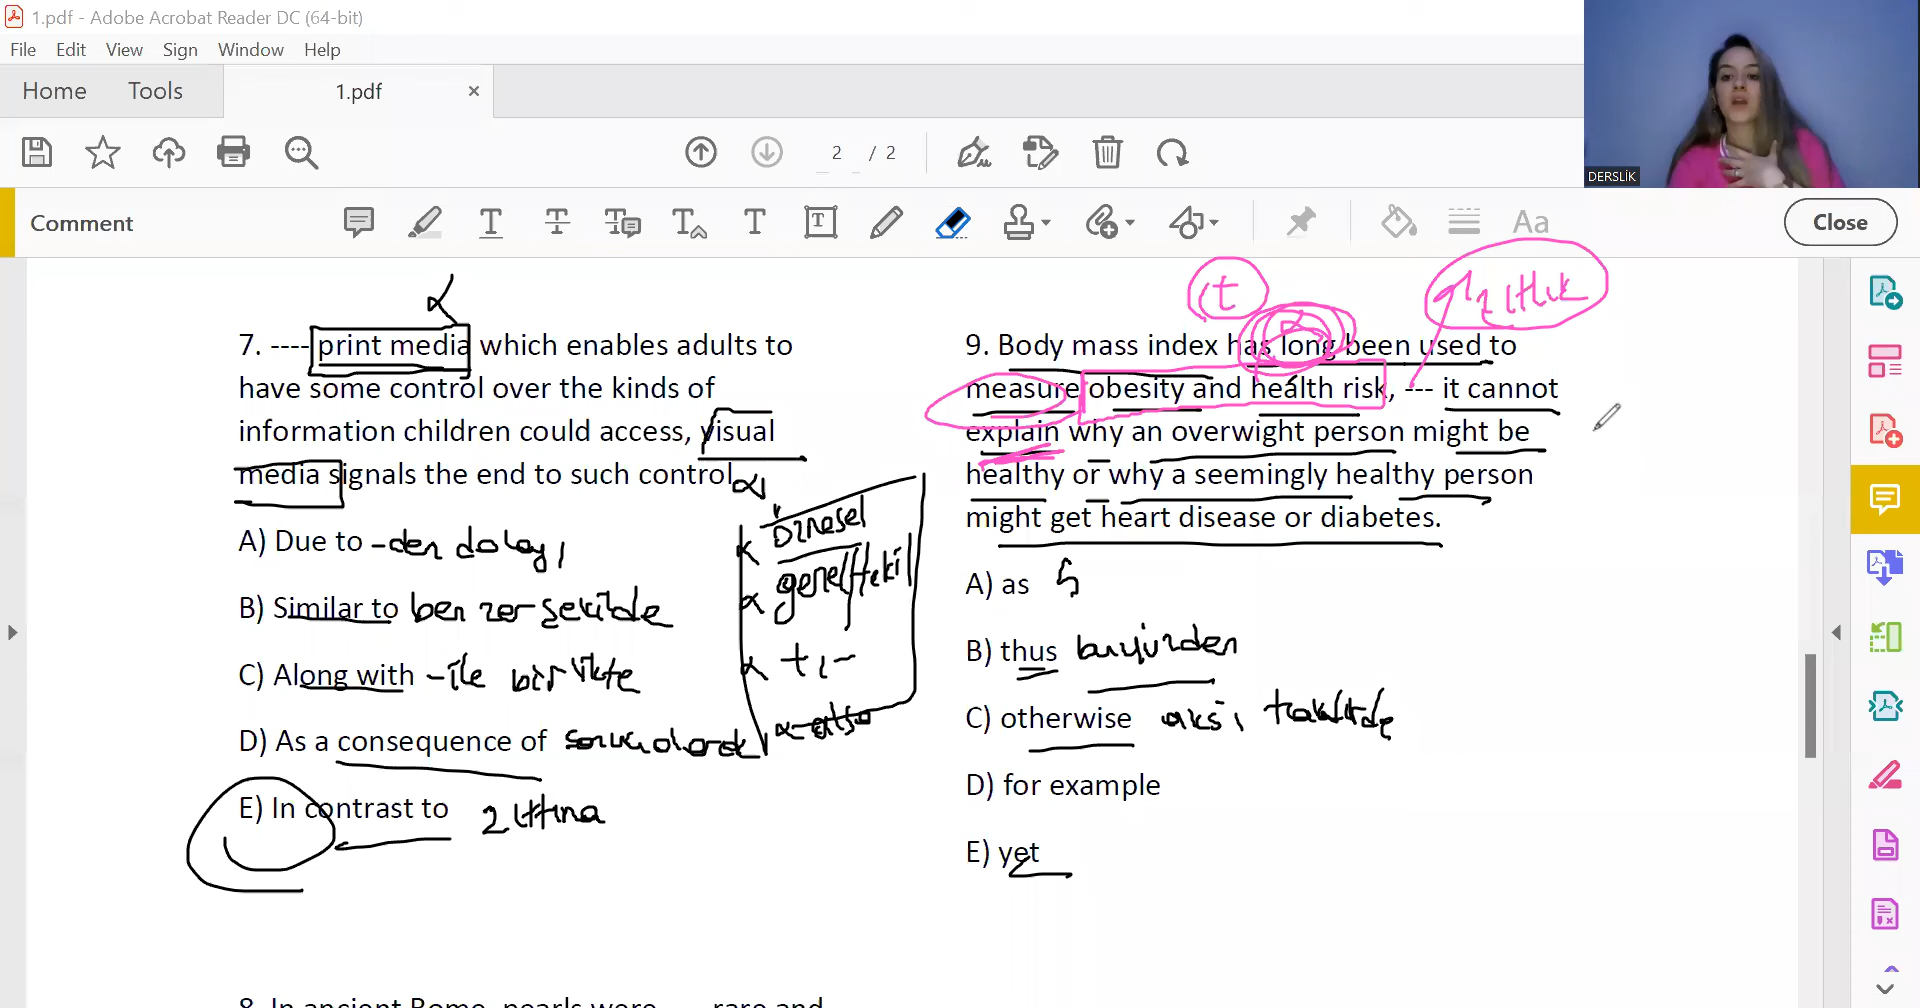 1.pdf - Adobe Acrobat Reader DC (64-bit)
File Edit View Sign Window Help
Home Tools 1.pdf ×
2 / 2
DERSLİK
Comment
Aa
Close
7. ---- print media which enables adults to
have some control over the kinds of
information children could access, visual
media signals the end to such control.
A) Due to -den dolayı
B) Similar to benzer şekilde
C) Along with -ile birlikte
D) As a consequence of sonucu olarak
E) In contrast to zıttına
öznesel
genel/tekil
t
zıtlık
9. Body mass index has long been used to
measure obesity and health risk, --- it cannot
explain why an overwight person might be
healthy or why a seemingly healthy person
might get heart disease or diabetes.
A) as
B) thus bu yüzden
C) otherwise aksi takdirde
D) for example
E) yet
8. In ancient Rome, pearls were rare and